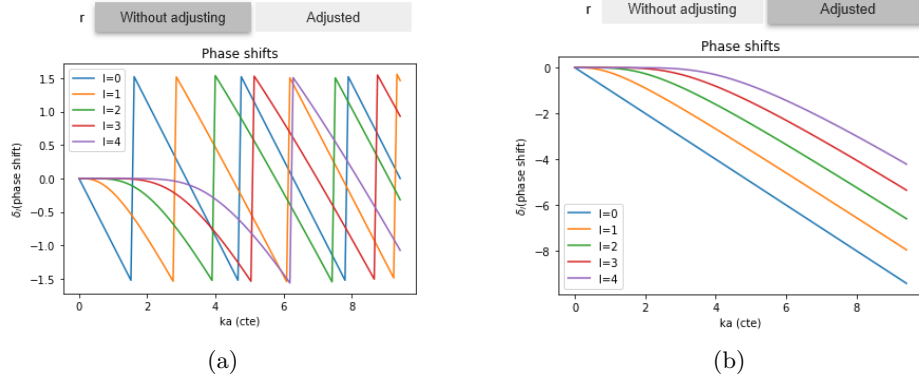 r Without adjusting Adjusted
Phase shifts
1.5
1.0
0.5
0.0
−0.5
−1.0
−1.5
δₗ(phase shift)
l=0
l=1
l=2
l=3
l=4
0 2 4 6 8
ka (cte)
(a)
r Without adjusting Adjusted
Phase shifts
0
−2
−4
−6
−8
δₗ(phase shift)
l=0
l=1
l=2
l=3
l=4
0 2 4 6 8
ka (cte)
(b)